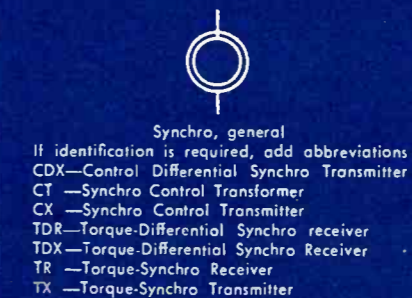 Synchro, general
If identification is required, add abbreviations
CDX—Control Differential Synchro Transmitter
CT —Synchro Control Transformer
CX —Synchro Control Transmitter
TDR—Torque-Differential Synchro receiver
TDX—Torque-Differential Synchro Receiver
TR —Torque-Synchro Receiver
TX —Torque-Synchro Transmitter